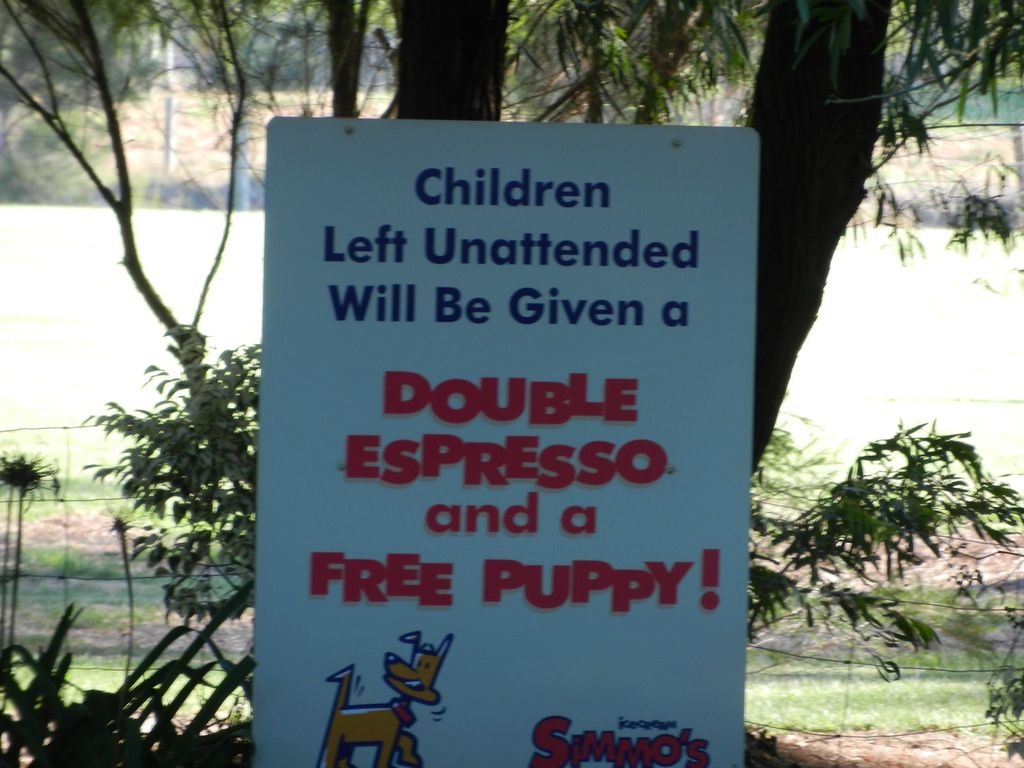 Children
Left Unattended
Will Be Given a
DOUBLE
ESPRESSO
and a
FREE PUPPY!
icecream
SIMMO'S